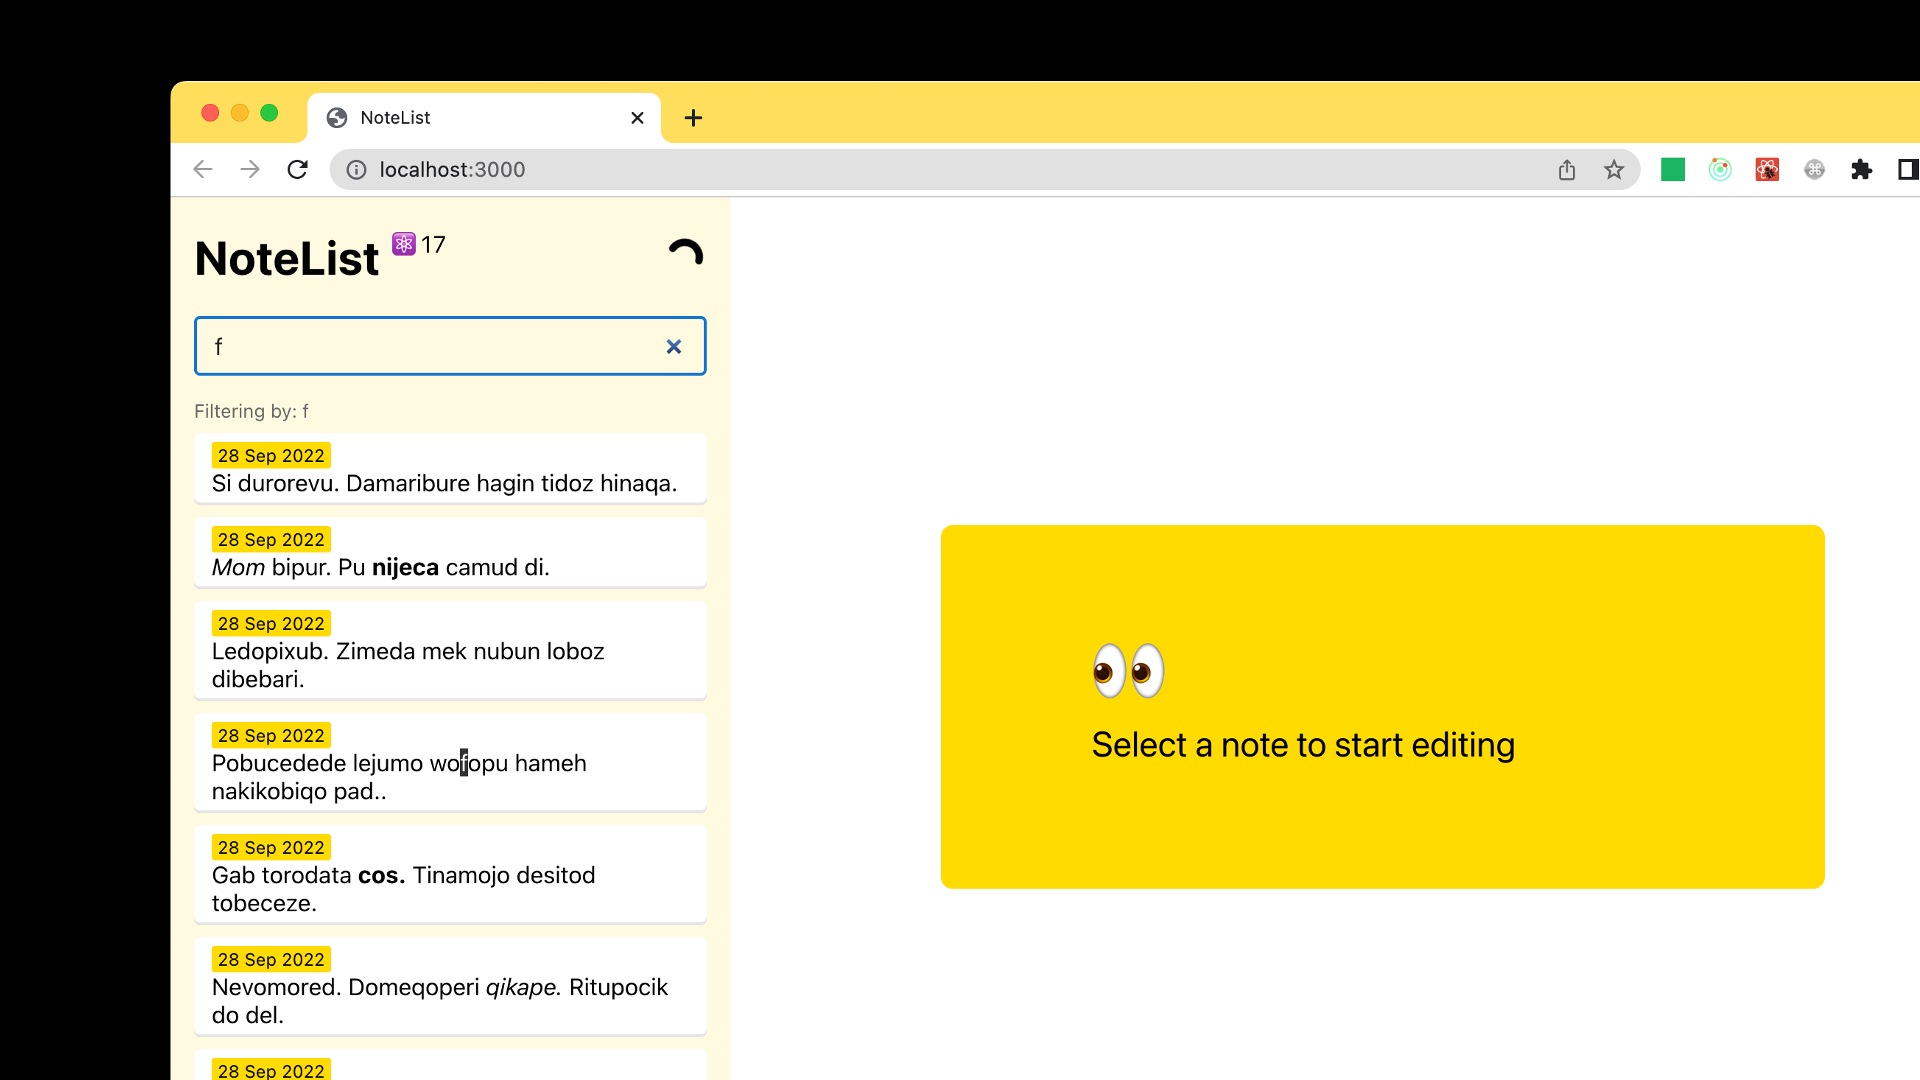 NoteList
localhost:3000
NoteList 17
f
Filtering by: f
28 Sep 2022
Si durorevu. Damaribure hagin tidoz hinaqa.
28 Sep 2022
Mom bipur. Pu nijeca camud di.
28 Sep 2022
Ledopixub. Zimeda mek nubun loboz
dibebari.
28 Sep 2022
Pobucedede lejumo wofopu hameh
nakikobiqo pad..
28 Sep 2022
Gab torodata cos. Tinamojo desitod
tobeceze.
28 Sep 2022
Nevomored. Domeqoperi qikape. Ritupocik
do del.
28 Sep 2022
Select a note to start editing